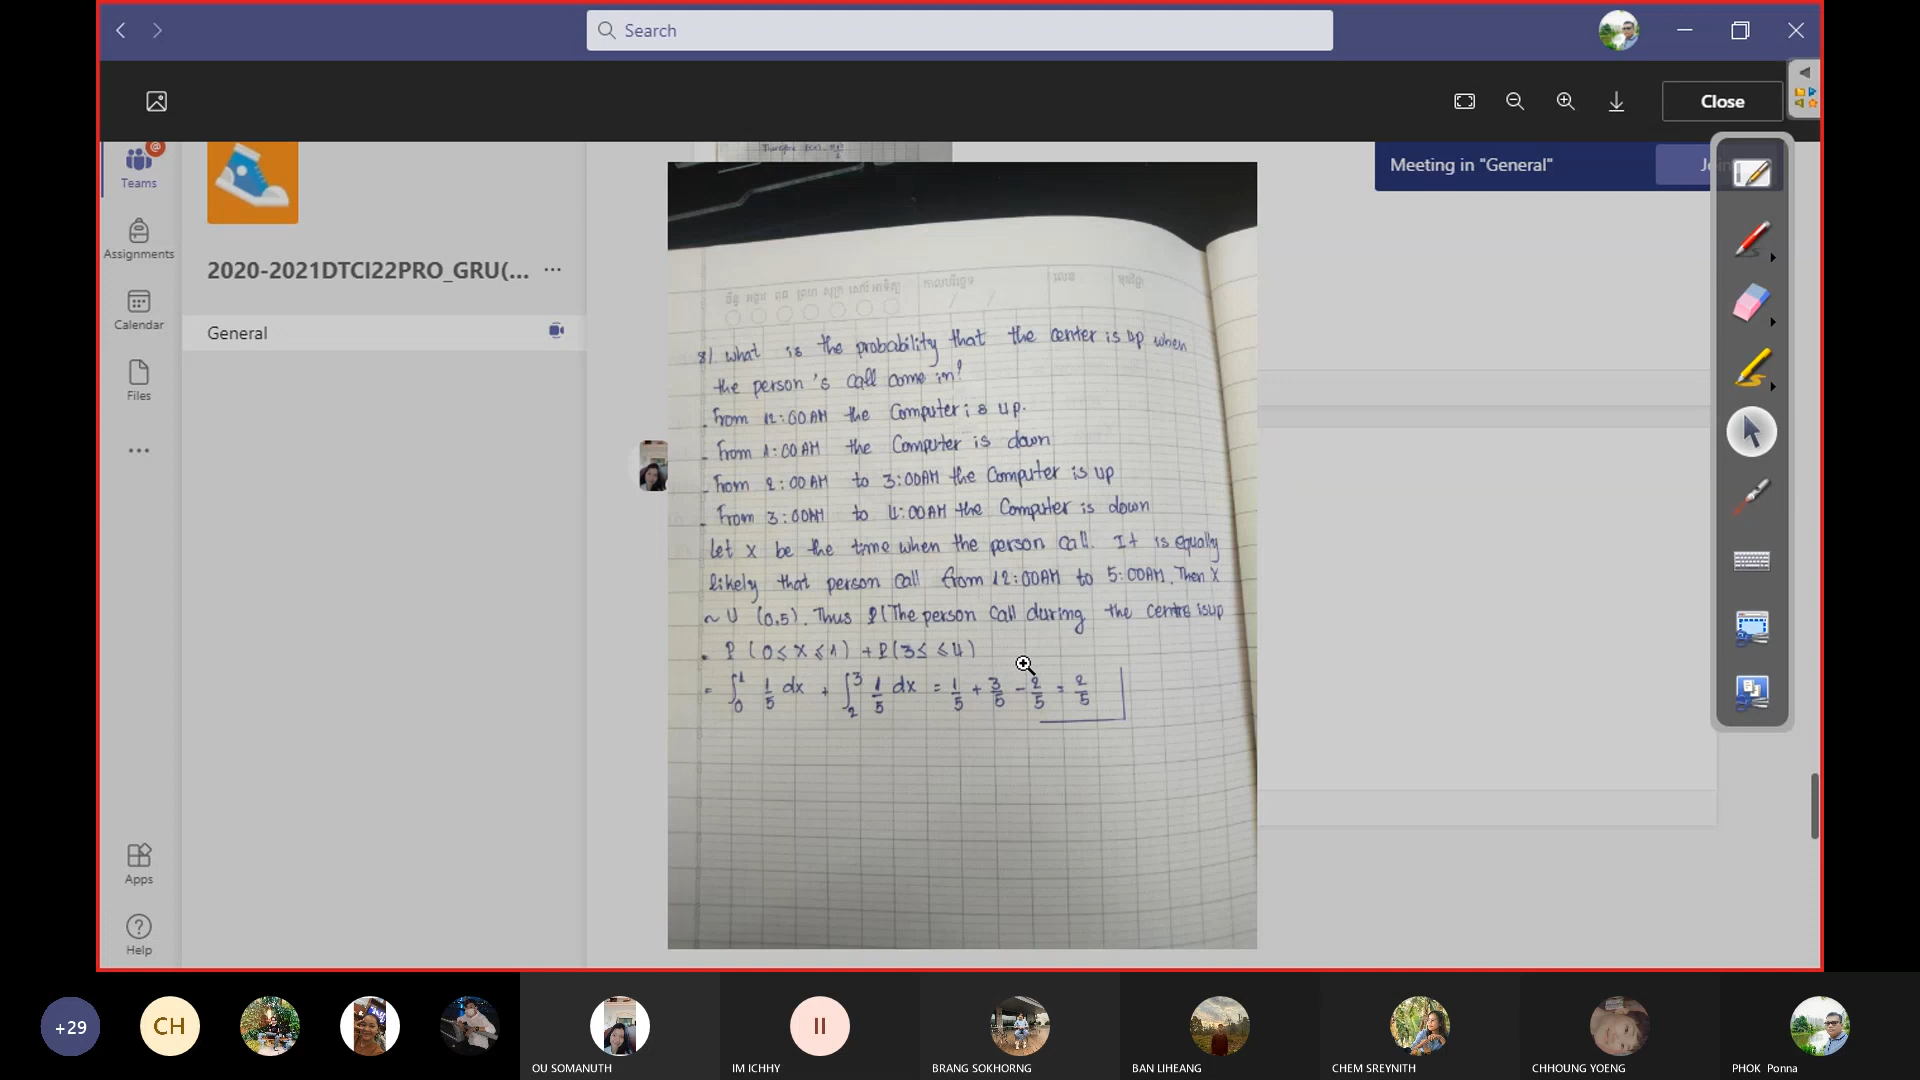 Search
Close
Teams
Assignments
Calendar
Files
Apps
Help
2020-2021DTCI22PRO_GRU(...
General
Meeting in "General"
8/. What is the probability that the center is up when
the person's call come in?
. From 12:00AM the Computer is up.
- From 1:00AM the Computer is down
- From 2:00AM to 3:00AM the Computer is up
. From 3:00AM to 4:00AM the Computer is down
let x be the time when the person call. It is equally
likely that person call from 12:00AM to 5:00AM. Then X
~ U (0.5). Thus P(The person call during the centre is up
= P (0≤ X ≤1) + P(3≤ ≤4)
= ∫₀¹ 1/5 dx + ∫₂³ 1/5 dx = 1/5 + 3/5 - 2/5 = 2/5
+29
CH
OU SOMANUTH
IM ICHHY
BRANG SOKHORNG
BAN LIHEANG
CHEM SREYNITH
CHHOUNG YOENG
PHOK Ponna